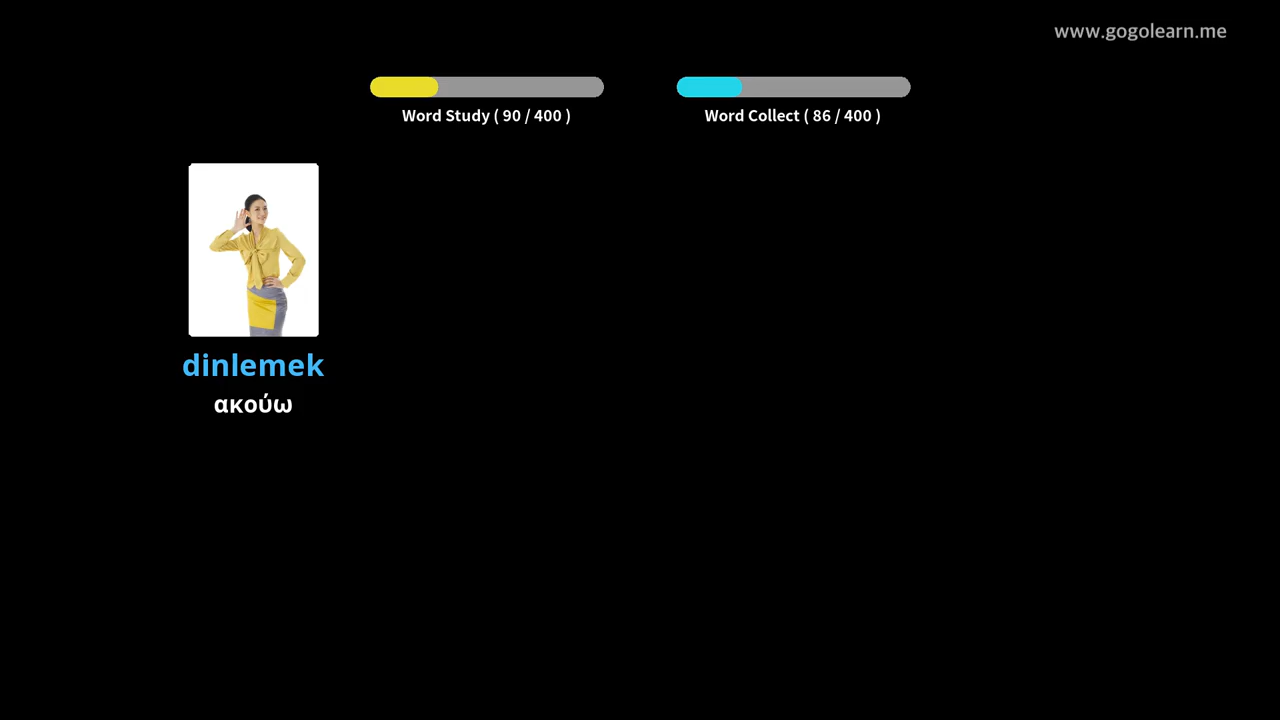 www.gogolearn.me
Word Study ( 90 / 400 )
Word Collect ( 86 / 400 )
dinlemek
ακούω